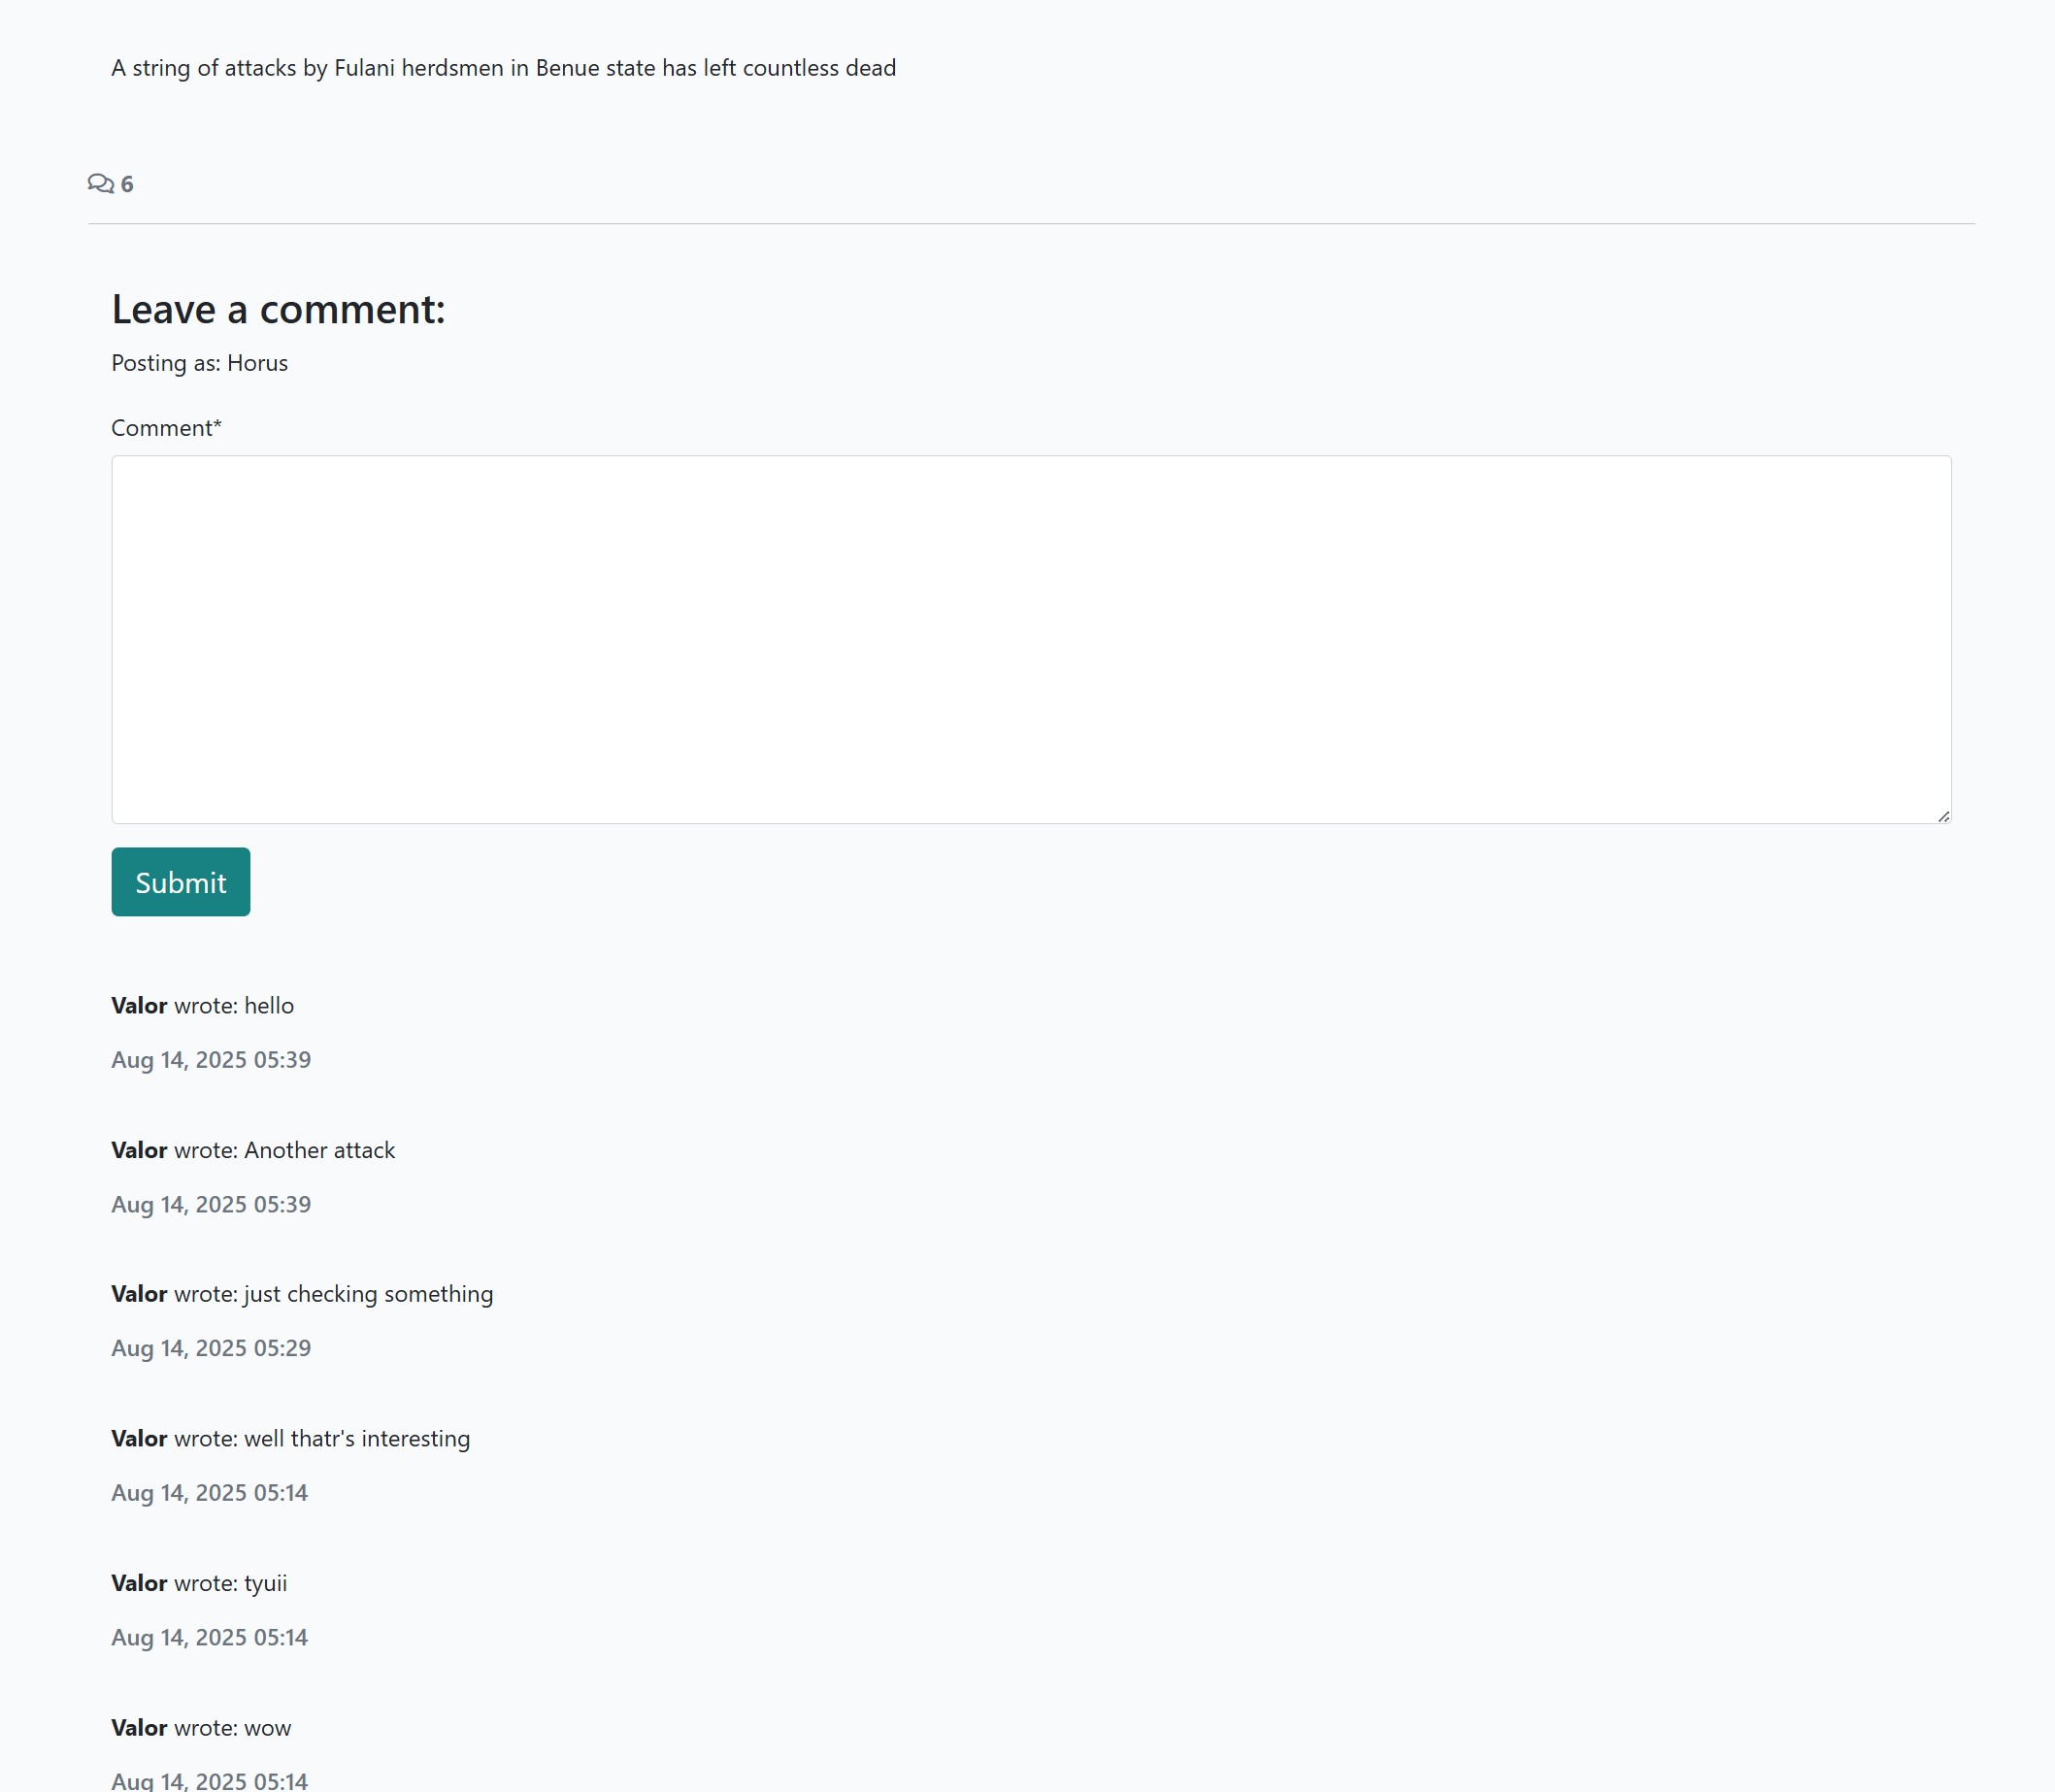 A string of attacks by Fulani herdsmen in Benue state has left countless dead
6
Leave a comment:
Posting as: Horus
Comment*
Submit
Valor wrote: hello
Aug 14, 2025 05:39
Valor wrote: Another attack
Aug 14, 2025 05:39
Valor wrote: just checking something
Aug 14, 2025 05:29
Valor wrote: well thatr's interesting
Aug 14, 2025 05:14
Valor wrote: tyuii
Aug 14, 2025 05:14
Valor wrote: wow
Aug 14, 2025 05:14